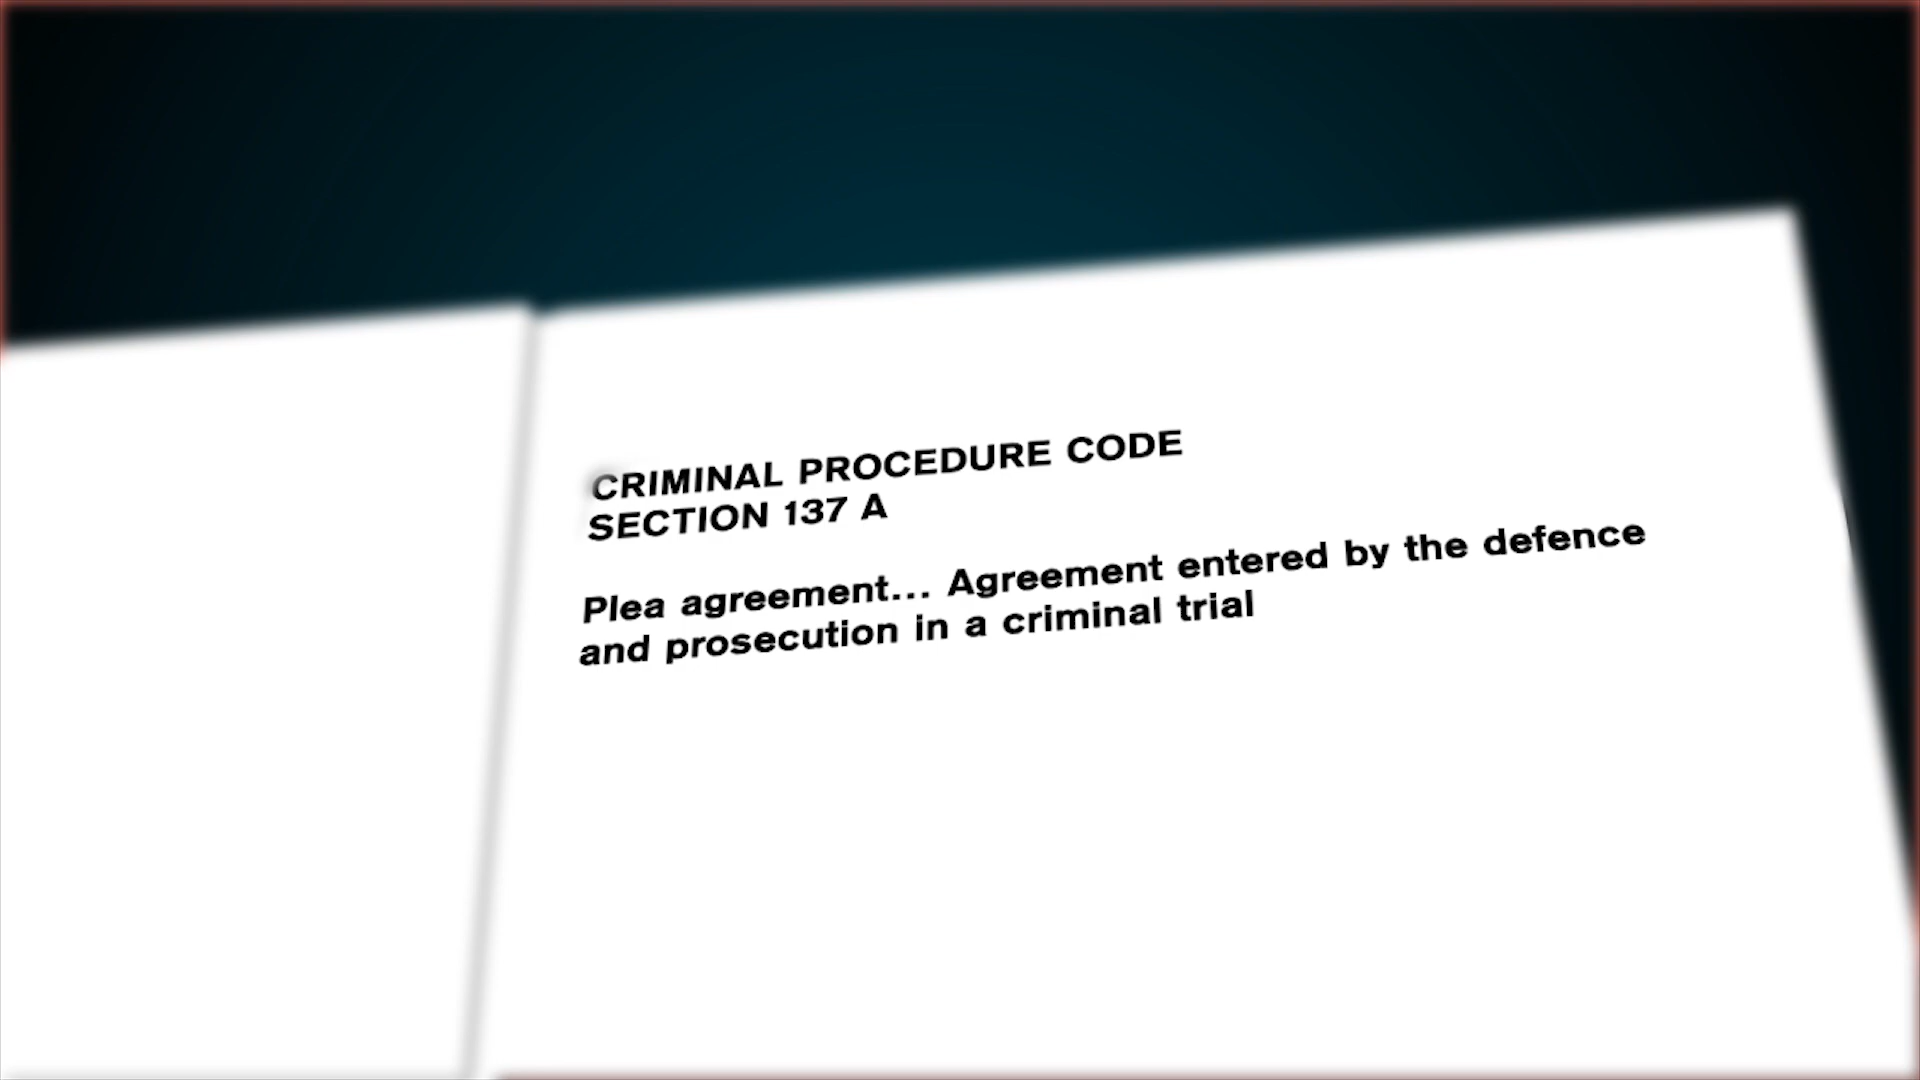 CRIMINAL PROCEDURE CODE
SECTION 137 A
Plea agreement... Agreement entered by the defence
and prosecution in a criminal trial